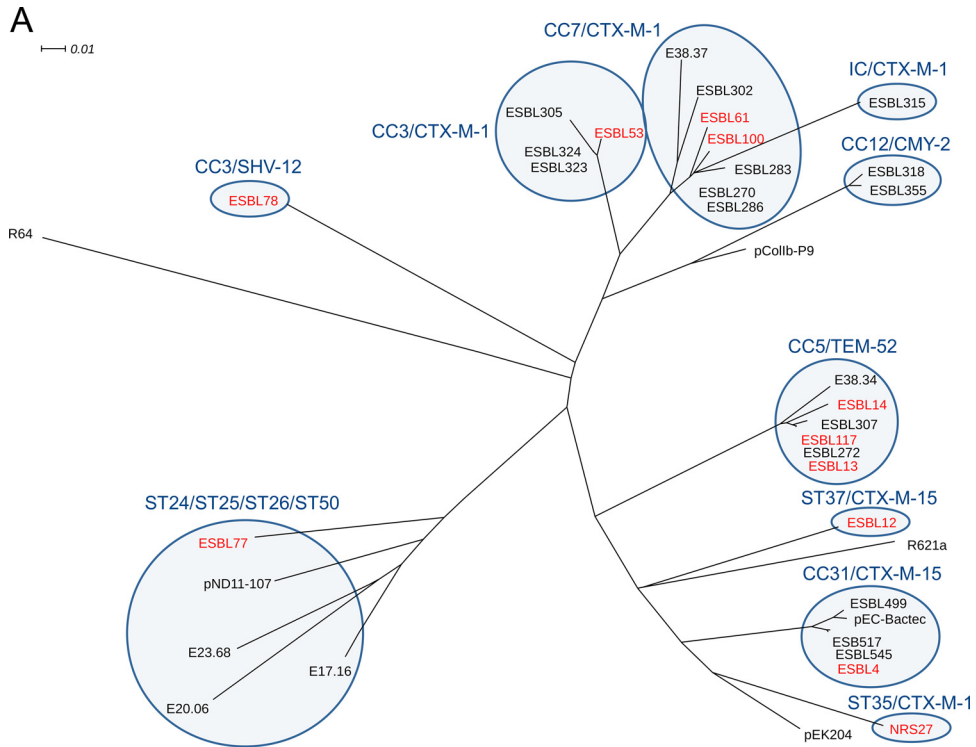 A
0.01
CC7/CTX-M-1
E38.37
ESBL302
ESBL61
ESBL100
ESBL283
ESBL270
ESBL286
IC/CTX-M-1
ESBL315
CC3/CTX-M-1
ESBL305
ESBL53
ESBL324
ESBL323
CC12/CMY-2
ESBL318
ESBL355
pCollb-P9
CC3/SHV-12
ESBL78
R64
CC5/TEM-52
E38.34
ESBL14
ESBL307
ESBL117
ESBL272
ESBL13
ST37/CTX-M-15
ESBL12
R621a
CC31/CTX-M-15
ESBL499
pEC-Bactec
ESB517
ESBL545
ESBL4
ST35/CTX-M-1
NRS27
pEK204
ST24/ST25/ST26/ST50
ESBL77
pND11-107
E23.68
E17.16
E20.06